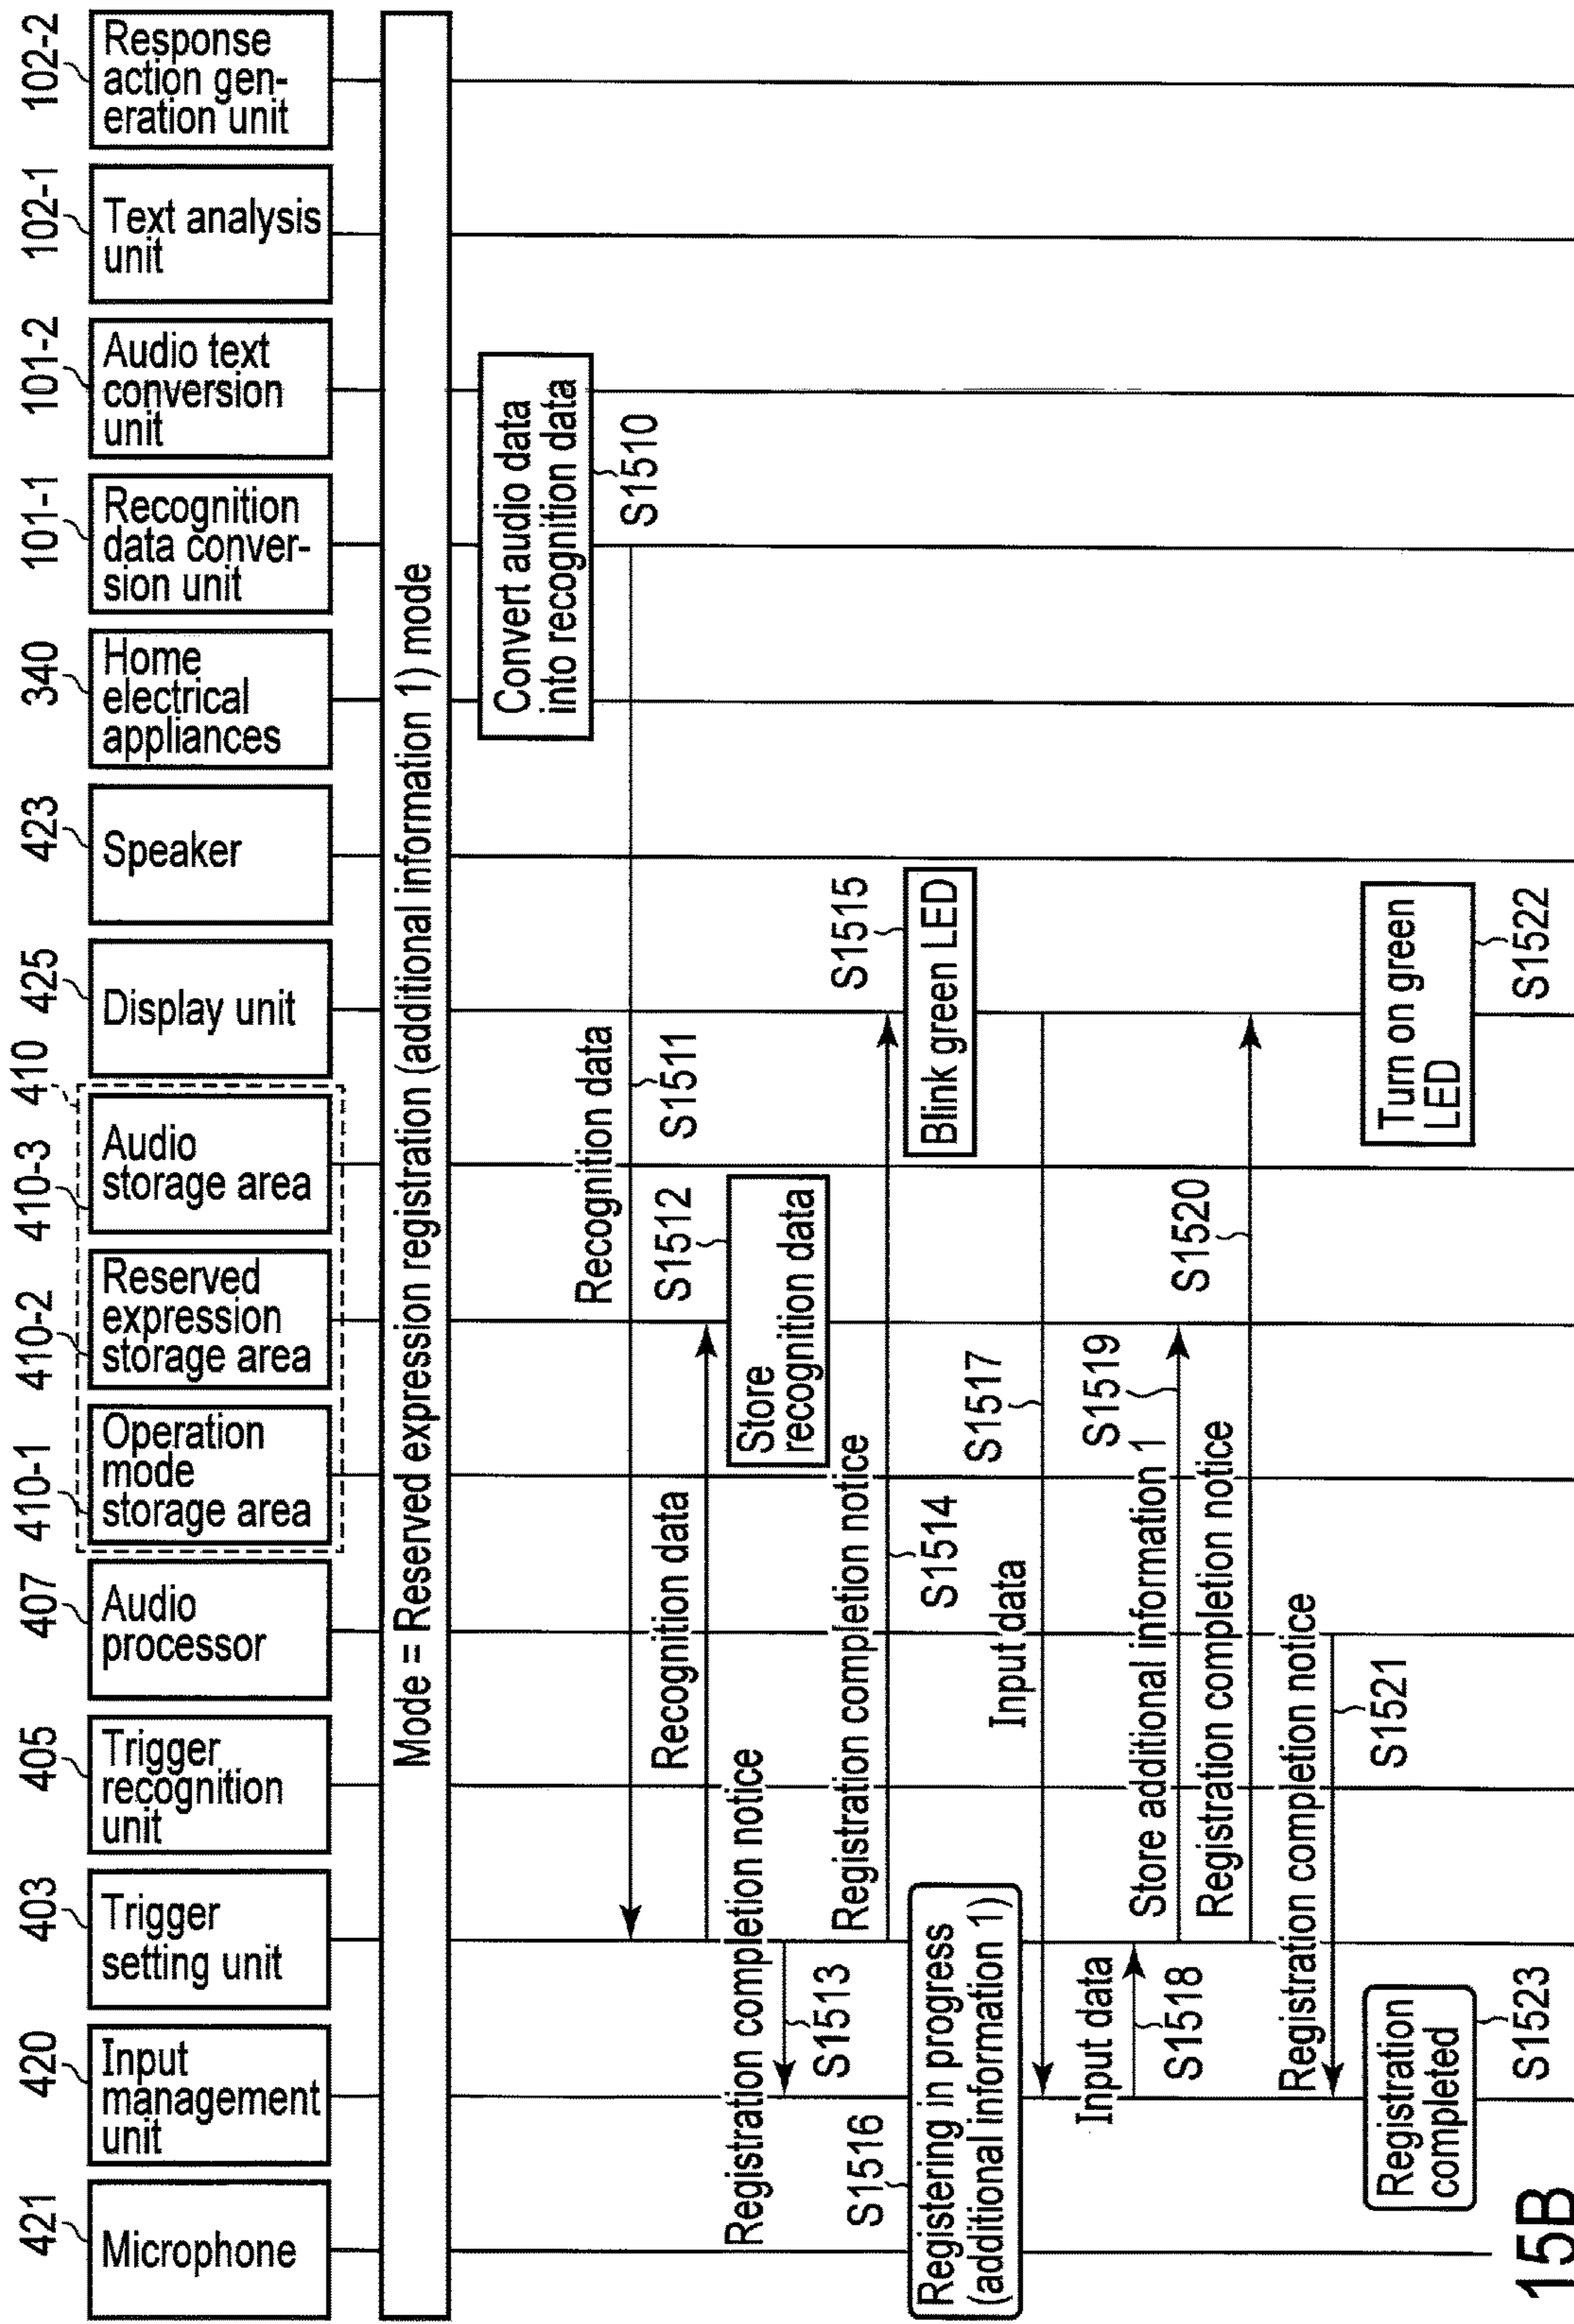 421
Microphone
420
Input
management
unit
403
Trigger
setting unit
405
Trigger
recognition
unit
407
Audio
processor
410
410-1
Operation
mode
storage area
410-2
Reserved
expression
storage area
410-3
Audio
storage area
425
Display unit
423
Speaker
340
Home
electrical
appliances
101-1
Recognition
data conver-
sion unit
101-2
Audio text
conversion
unit
102-1
Text analysis
unit
102-2
Response
action gen-
eration unit
Mode = Reserved expression registration (additional information 1) mode
Convert audio data
into recognition data
S1510
Recognition data
S1511
Recognition data
S1512
Store
recognition data
Registration completion notice
S1513
Registration completion notice
S1514
S1515
Blink green LED
S1516
Registering in progress
(additional information 1)
Input data
S1517
Input data
S1518
Store additional information 1
S1519
Registration completion notice
S1520
Registration completion notice
S1521
Turn on green
LED
S1522
Registration
completed
S1523
15B